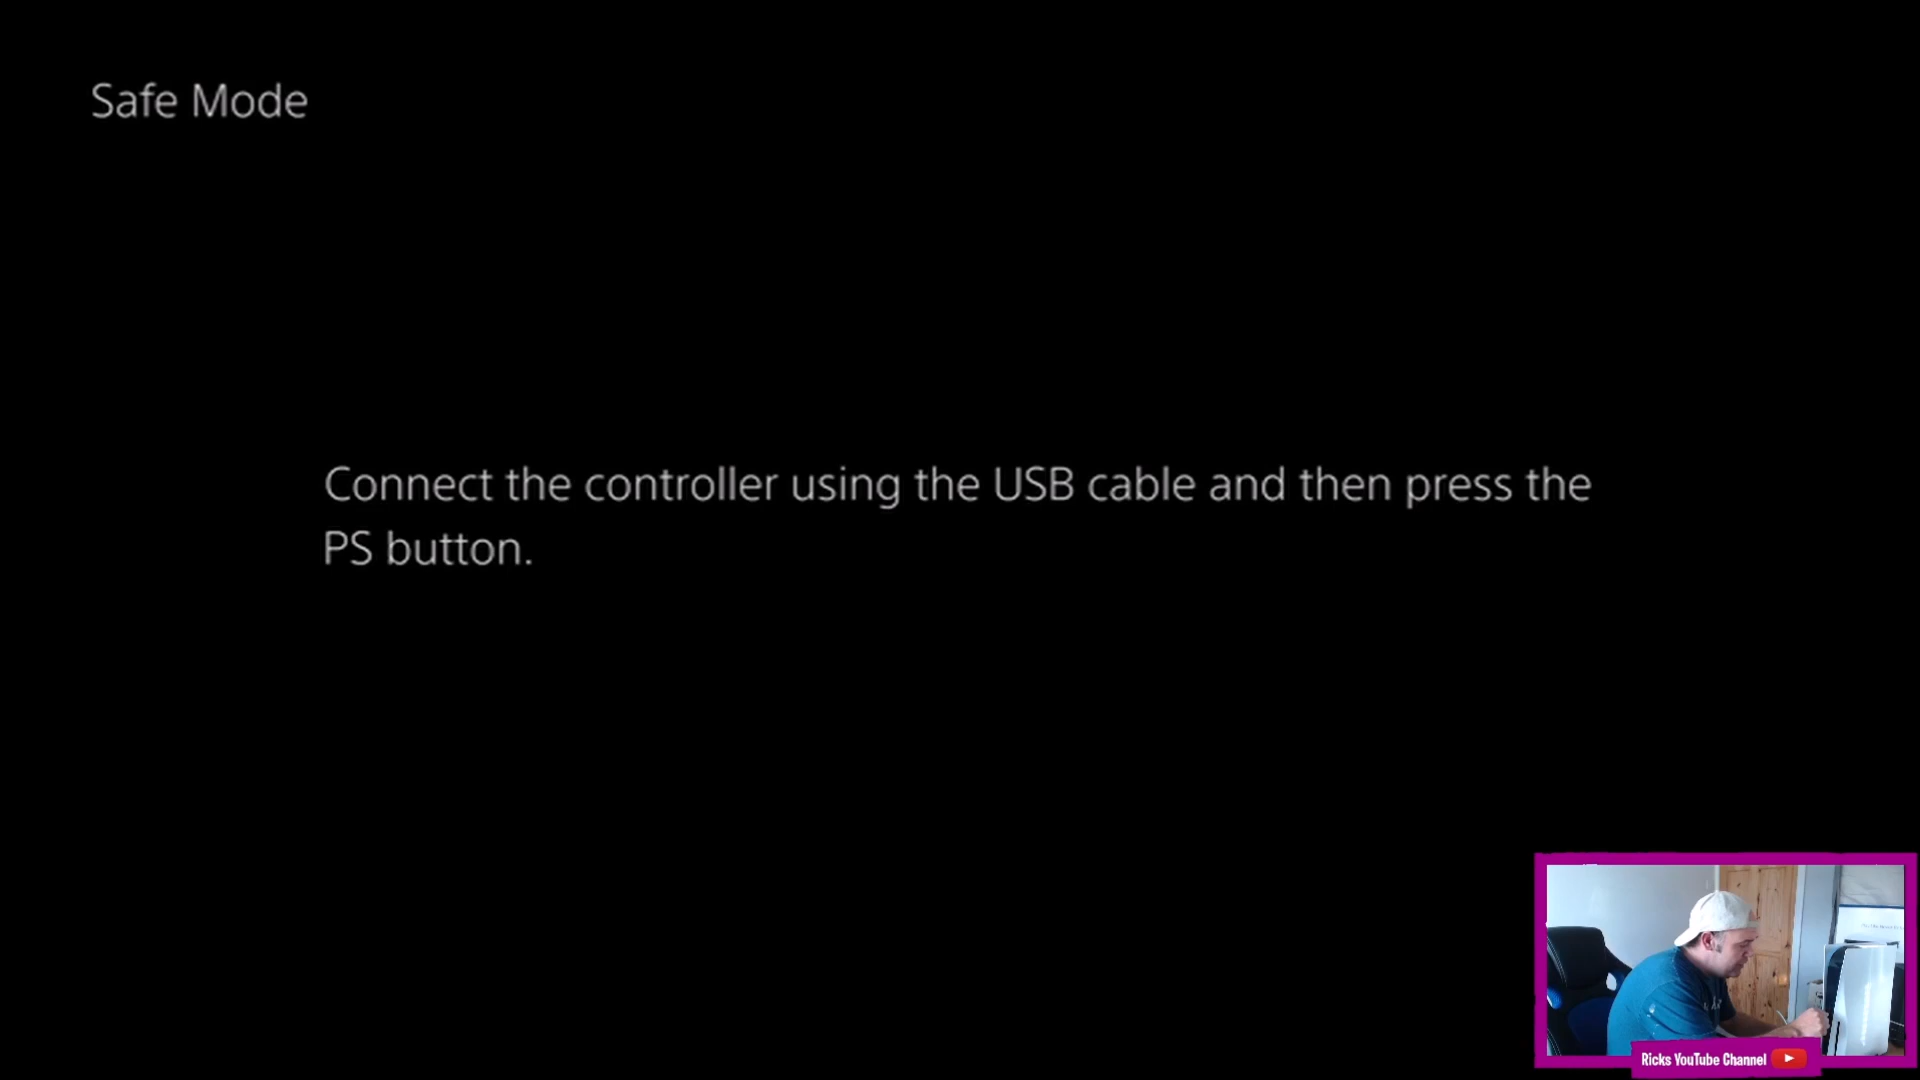 Safe Mode
Connect the controller using the USB cable and then press the
PS button.
Ricks YouTube Channel